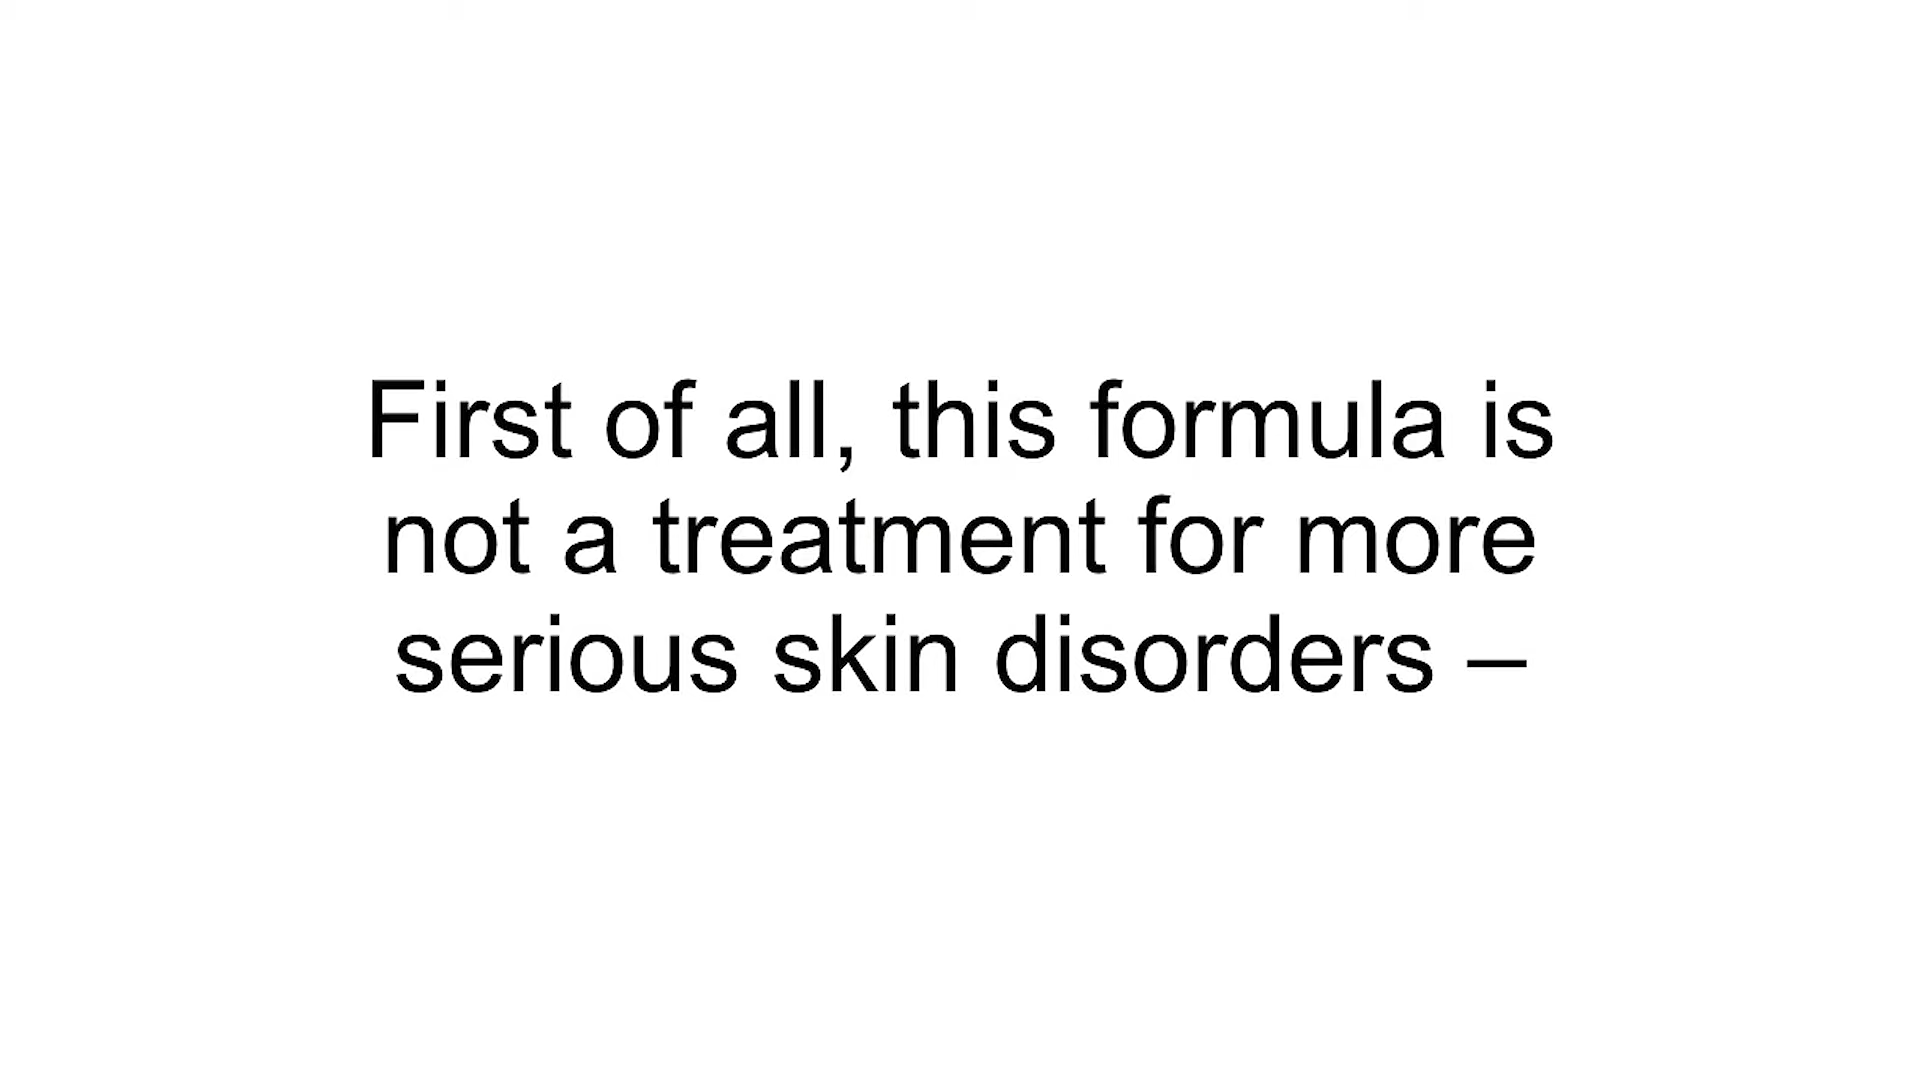 First of all, this formula is
not a treatment for more
serious skin disorders –